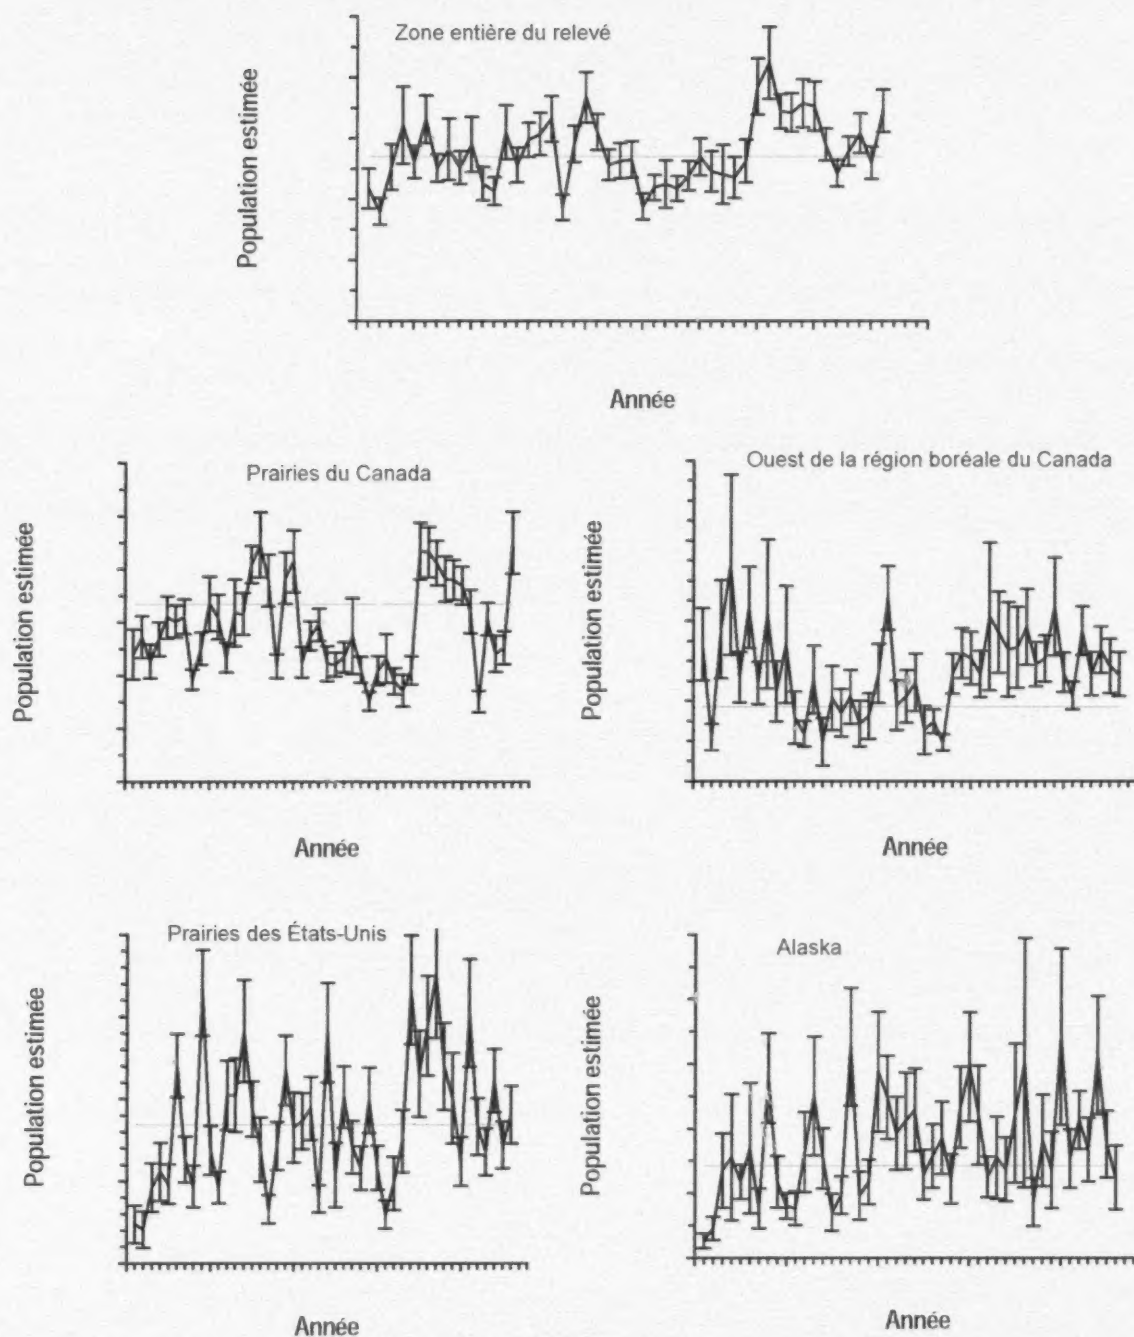 Zone entière du relevé
Population estimée
Année
Prairies du Canada
Population estimée
Année
Ouest de la région boréale du Canada
Population estimée
Année
Prairies des États-Unis
Population estimée
Année
Alaska
Population estimée
Année